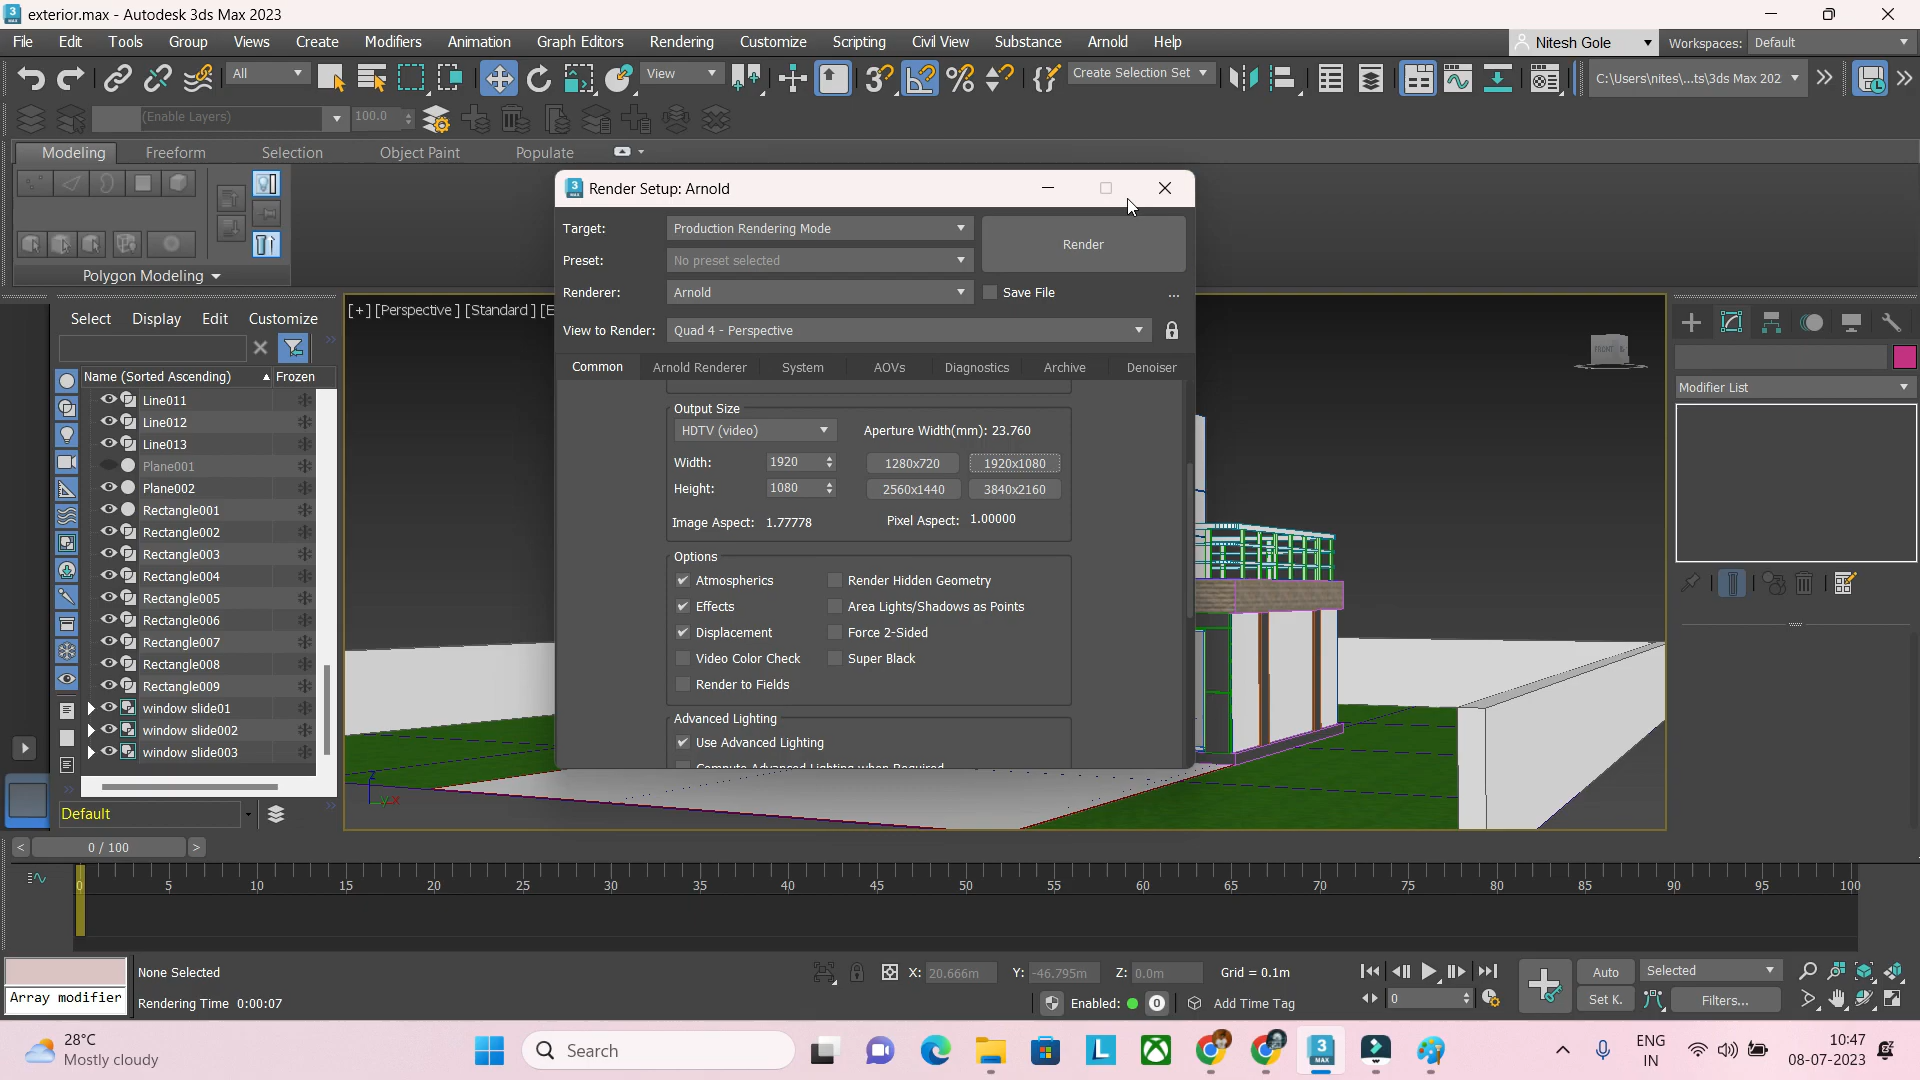 exterior.max - Autodesk 3ds Max 2023
File Edit Tools Group Views Create Modifiers Animation Graph Editors Rendering Customize Scripting Civil View Substance Arnold Help
Nitesh Gole Workspaces: Default
All View Create Selection Set C:\Users\nites\...ts\3ds Max 202
(Enable Layers) 100.0
Modeling Freeform Selection Object Paint Populate
Polygon Modeling
Render Setup: Arnold
Target: Production Rendering Mode Render
Preset: No preset selected
Renderer: Arnold Save File ...
View to Render: Quad 4 - Perspective
Common Arnold Renderer System AOVs Diagnostics Archive Denoiser
Output Size
HDTV (video) Aperture Width(mm): 23.760
Width: 1920 1280x720 1920x1080
Height: 1080 2560x1440 3840x2160
Image Aspect: 1.77778 Pixel Aspect: 1.00000
Options
Atmospherics Render Hidden Geometry
Effects Area Lights/Shadows as Points
Displacement Force 2-Sided
Video Color Check Super Black
Render to Fields
Advanced Lighting
Use Advanced Lighting
Compute Advanced Lighting when Required
Select Display Edit Customize
Name (Sorted Ascending) Frozen
Line011
Line012
Line013
Plane001
Plane002
Rectangle001
Rectangle002
Rectangle003
Rectangle004
Rectangle005
Rectangle006
Rectangle007
Rectangle008
Rectangle009
window slide01
window slide002
window slide003
Default
[+] [Perspective ] [Standard ] [E
FRONT
Modifier List
z
y x
< 0 / 100 >
0 5 10 15 20 25 30 35 40 45 50 55 60 65 70 75 80 85 90 95 100
None Selected X: 20.666m Y: -46.795m Z: 0.0m Grid = 0.1m Auto Selected
Array modifier Rendering Time 0:00:07 Enabled: 0 Add Time Tag 0 Set K. Filters...
28°C
Mostly cloudy
Search
ENG
IN
10:47
08-07-2023